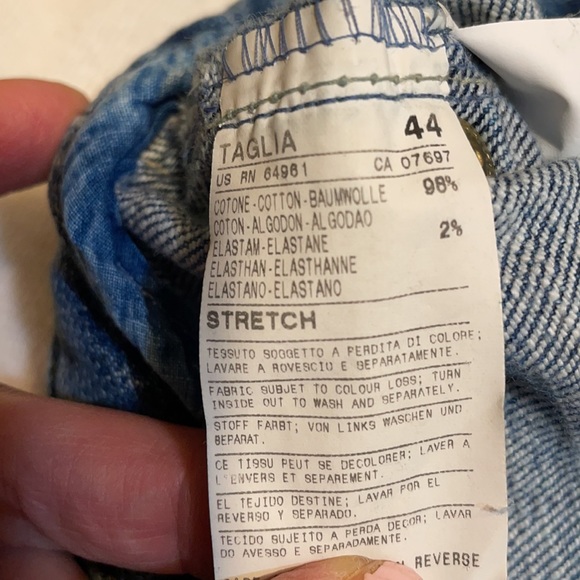 TAGLIA 44
US RN 64961 CA 07697
COTONE-COTTON-BAUMWOLLE 98%
COTON-ALGODON-ALGODAO
ELASTAM-ELASTANE 2%
ELASTHAN-ELASTHANNE
ELASTANO-ELASTANO
STRETCH
TESSUTO SOGGETTO A PERDITA DI COLORE;
LAVARE A ROVESCIO E SEPARATAMENTE.
FABRIC SUBJET TO COLOUR LOSS; TURN
INSIDE OUT TO WASH AND SEPARATELY.
STOFF FARBT; VON LINKS WASCHEN UND
SEPARAT.
CE TISSU PEUT SE DECOLORER; LAVER A
L'ENVERS ET SEPAREMENT.
EL TEJIDO DESTINE; LAVAR POR EL
REVERSO Y SEPARADO.
TECIDO SUJEITO A PERDA DECOR; LAVAR
DO AVESSO E SEPARADAMENTE.
REVERSE